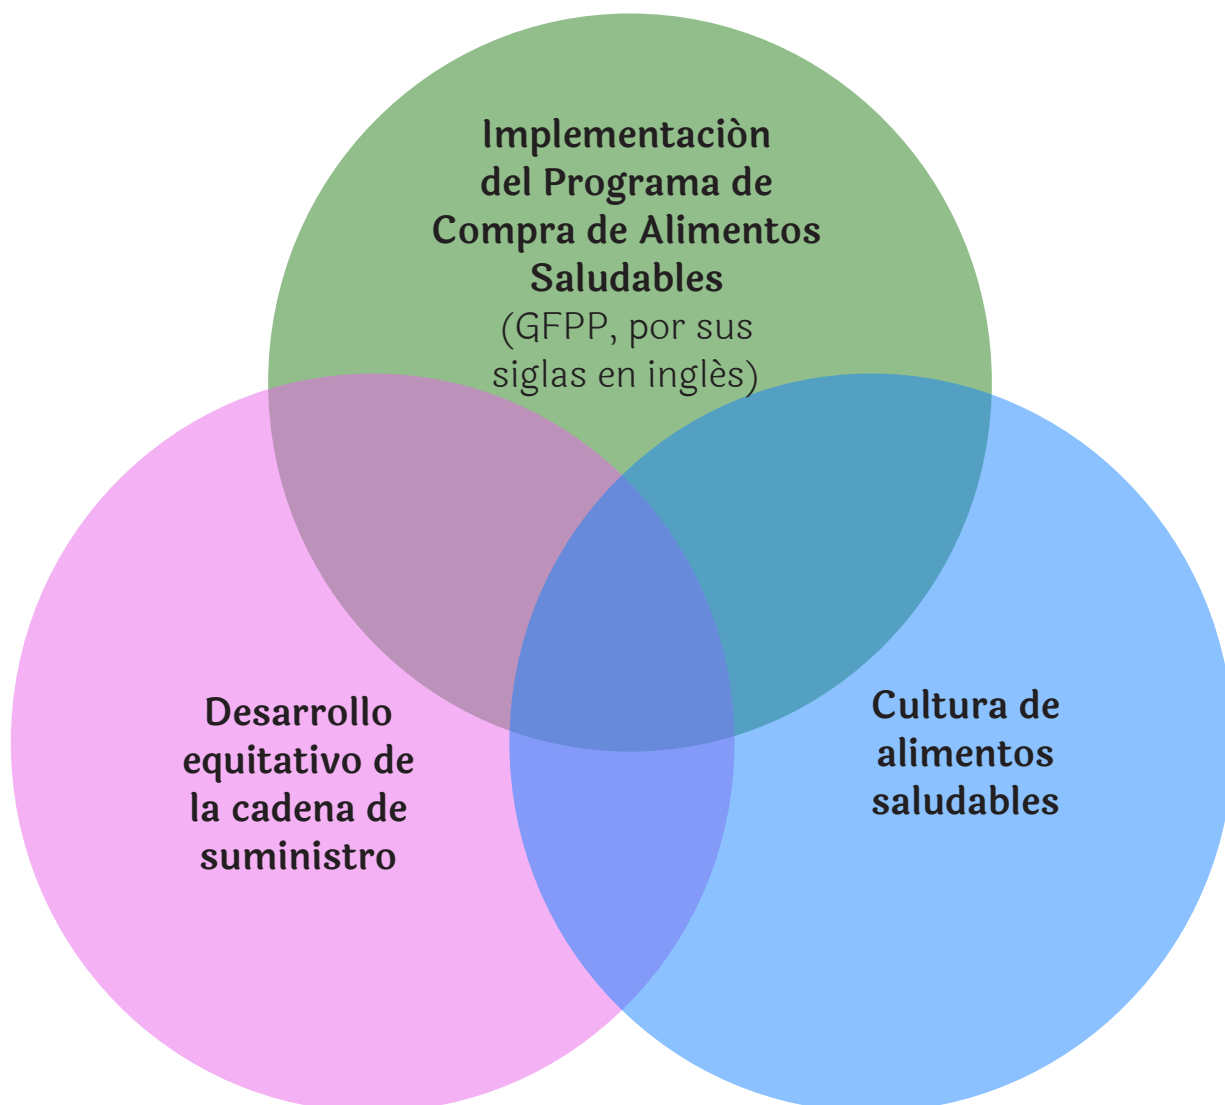 Implementaciòn
del Programa de
Compra de Alimentos
Saludables
(GFPP, por sus
siglas en inglès)
Desarrollo
equitativo de
la cadena de
suministro
Cultura de
alimentos
saludables